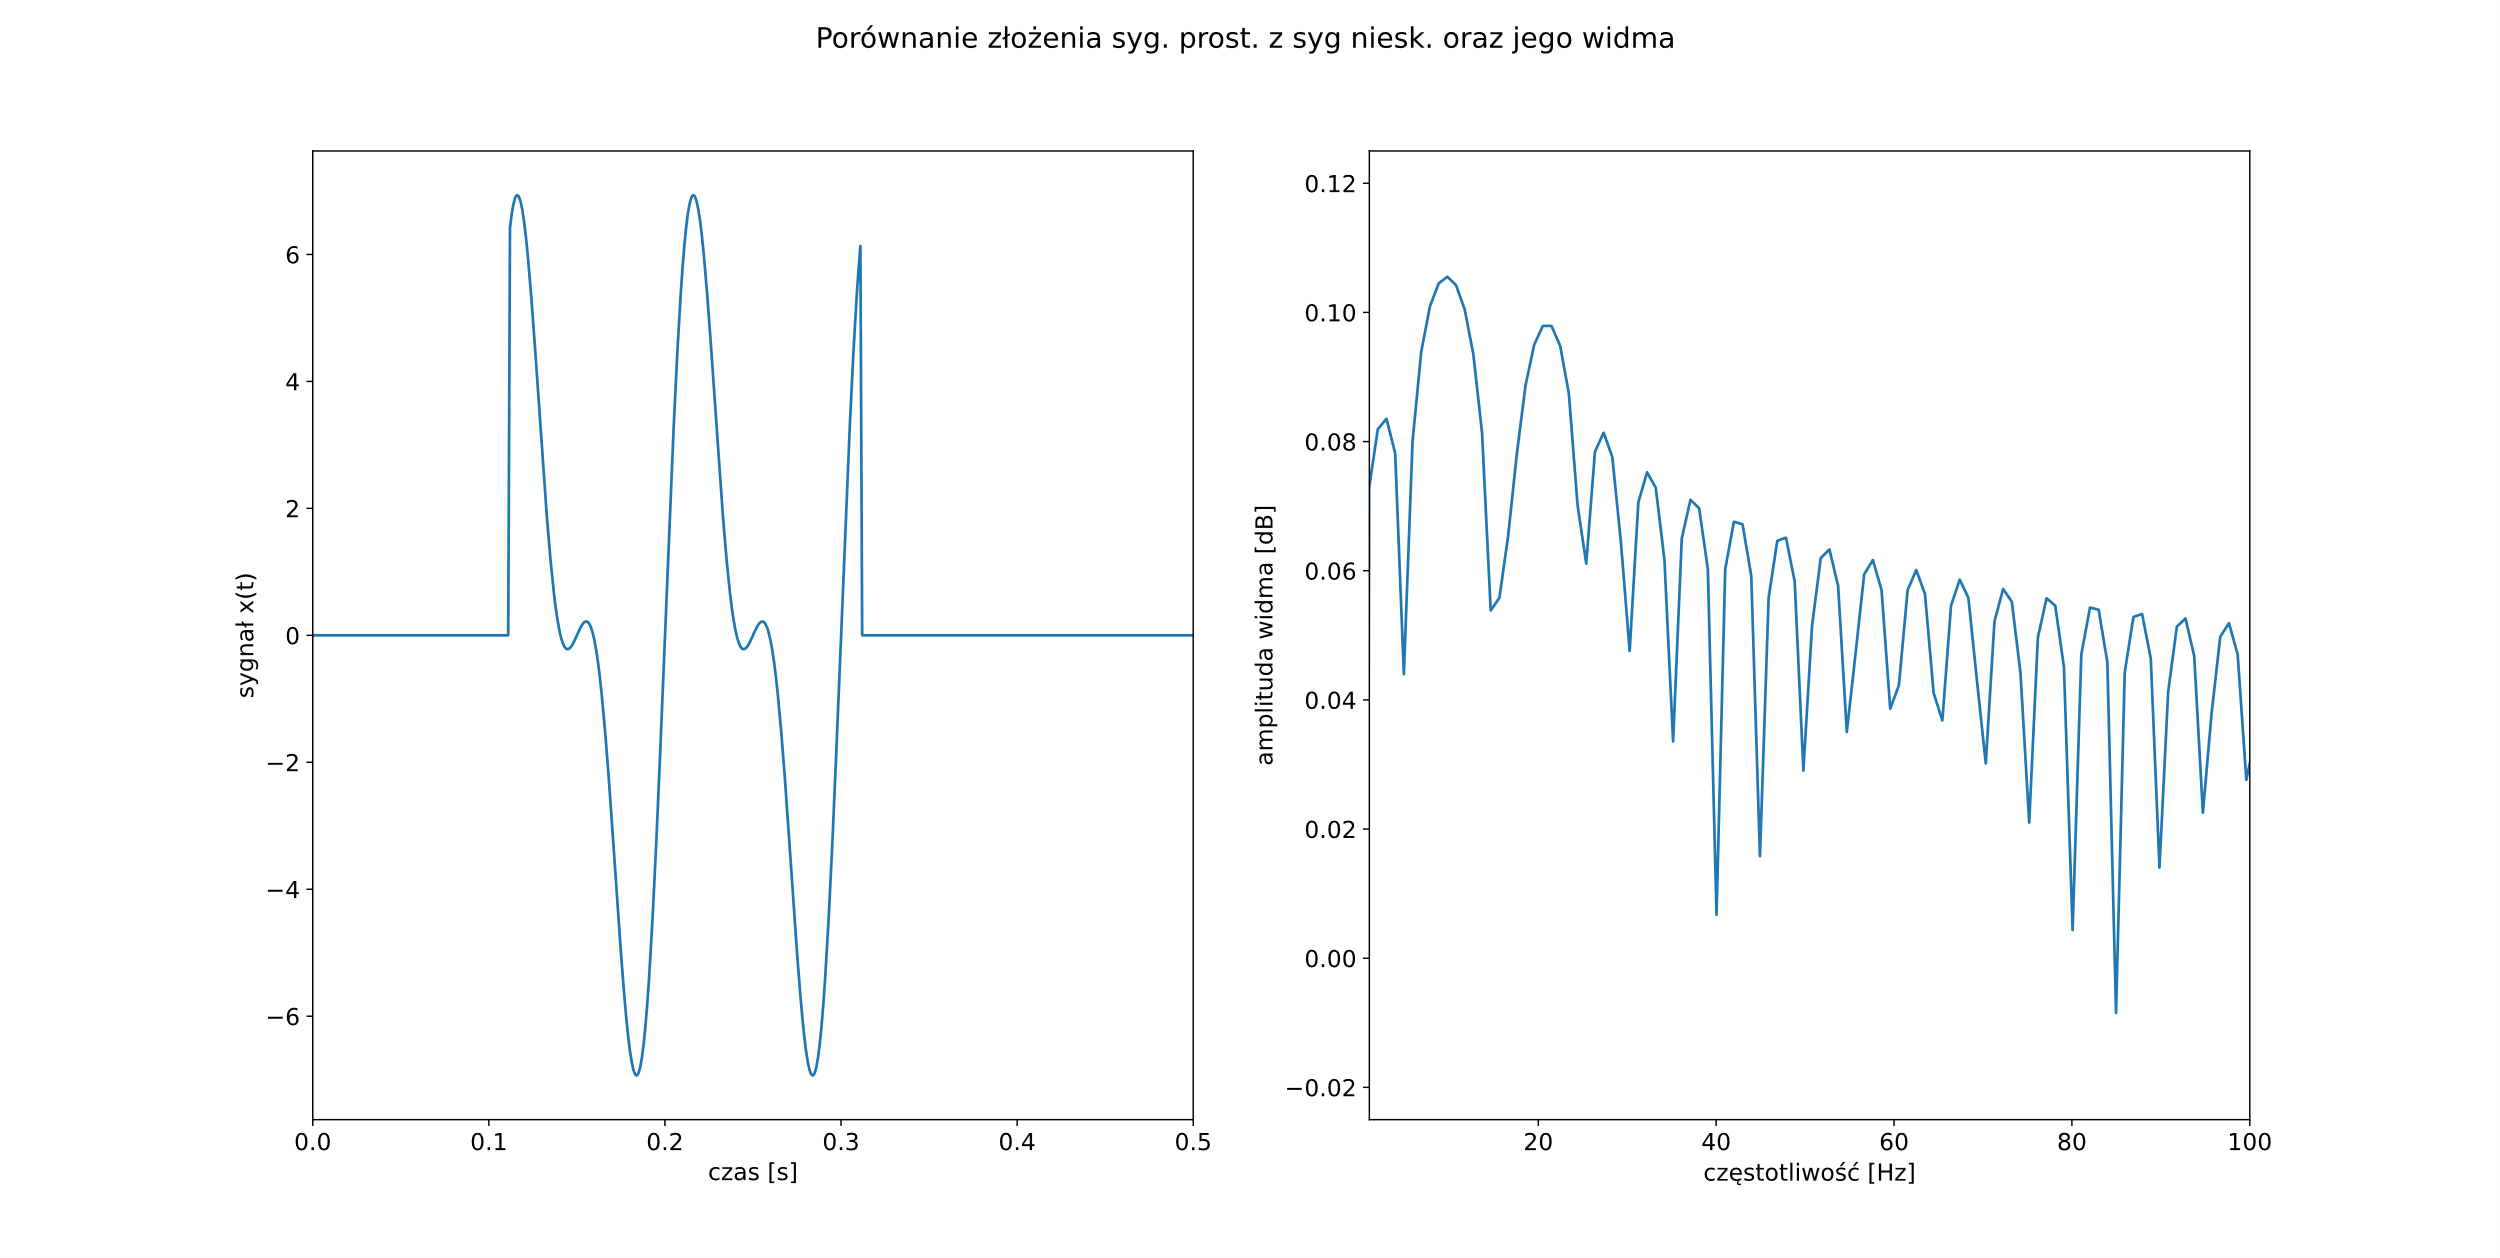 Porównanie złożenia syg. prost. z syg niesk. oraz jego widma
sygnał x(t)
6
4
2
0
−2
−4
−6
0.0 0.1 0.2 0.3 0.4 0.5
czas [s]
amplituda widma [dB]
0.12
0.10
0.08
0.06
0.04
0.02
0.00
−0.02
20 40 60 80 100
częstotliwość [Hz]